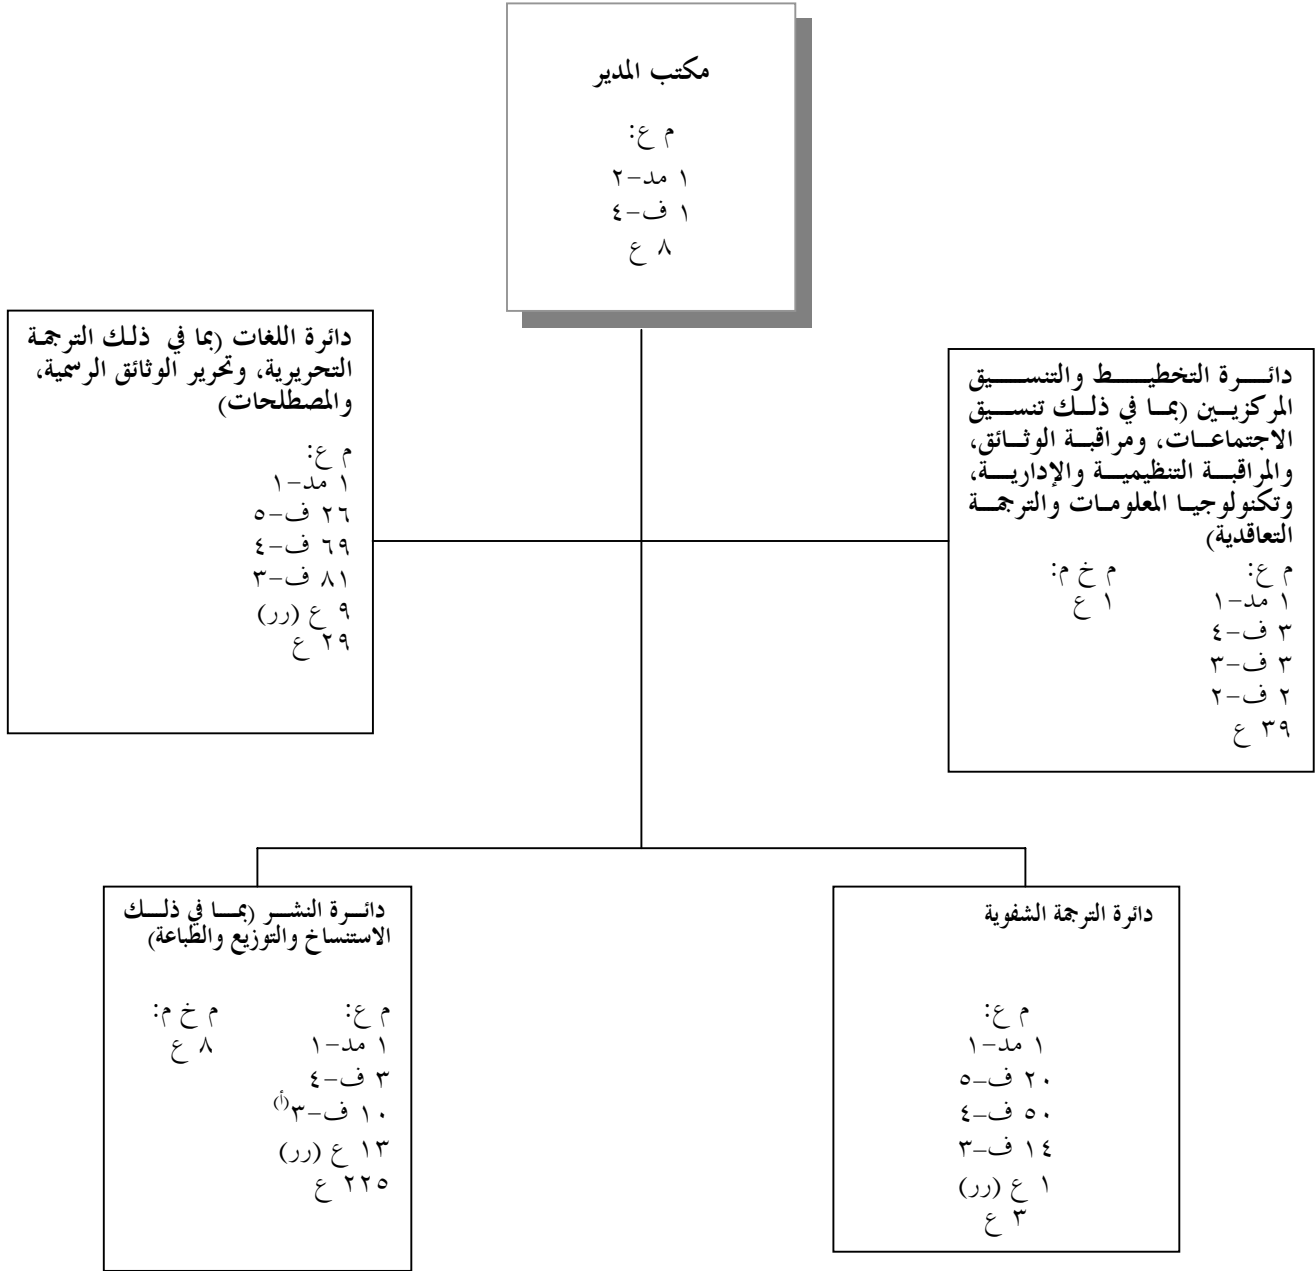 مكتب المدير
م ع:
١ مد-٢
١ ف-٤
٨ ع
دائرة التخطيط والتنسيق
المركزيين (بما في ذلك تنسيق
الاجتماعات، ومراقبة الوثائق،
والمراقبة التنظيمية والإدارية،
وتكنولوجيا المعلومات والترجمة
التعاقدية)
م ع: م خ م:
١ مد-١ ١ ع
٣ ف-٤
٣ ف-٣
٢ ف-٢
٣٩ ع
دائرة اللغات (بما في ذلك الترجمة
التحريرية، وتحرير الوثائق الرسمية،
والمصطلحات)
م ع:
١ مد-١
٢٦ ف-٥
٦٩ ف-٤
٨١ ف-٣
٩ ع (رر)
٢٩ ع
دائرة الترجمة الشفوية
م ع:
١ مد-١
٢٠ ف-٥
٥٠ ف-٤
١٤ ف-٣
١ ع (رر)
٣ ع
دائرة النشر (بما في ذلك
الاستنساخ والتوزيع والطباعة)
م ع: م خ م:
١ مد-١ ٨ ع
٣ ف-٤
١٠ ف-٣(أ)
١٣ ع (رر)
٢٢٥ ع